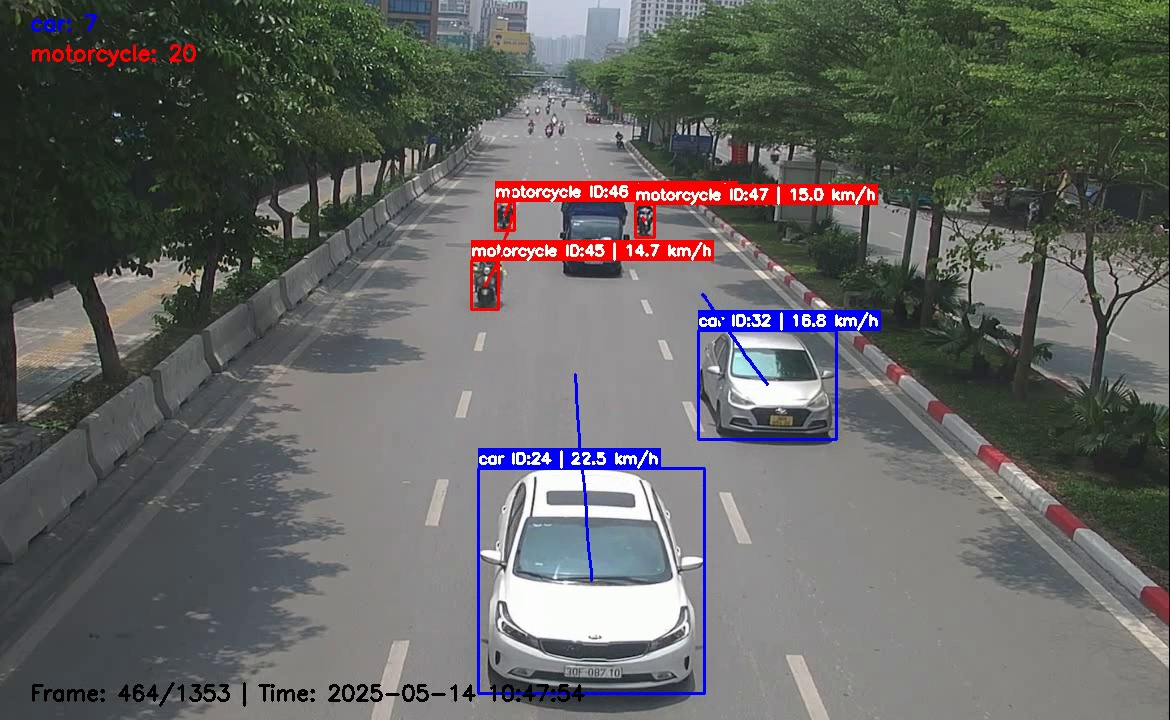 car: 7
motorcycle: 20
motorcycle ID:46
motorcycle ID:47 | 15.0 km/h
motorcycle ID:45 | 14.7 km/h
car ID:32 | 16.8 km/h
car ID:24 | 22.5 km/h
30F-087.10
Frame: 464/1353 | Time: 2025-05-14 10:47:54